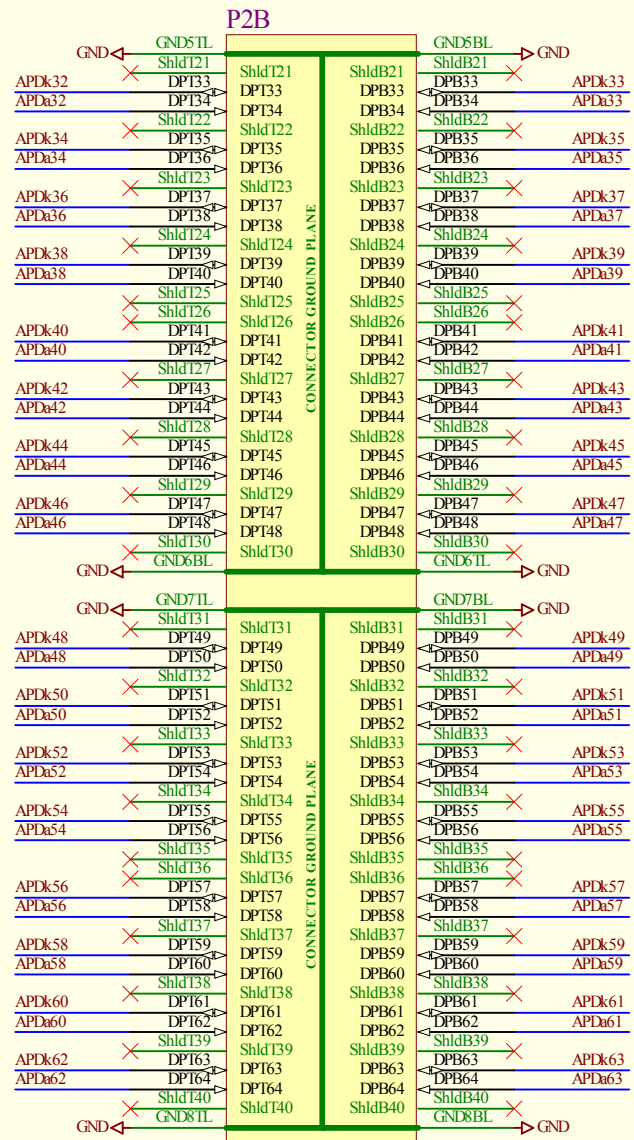 P2B
GND GND5TL GND5BL GND
ShldT21 ShldT21 ShldB21 ShldB21
APDk32 DPT33 DPT33 DPB33 DPB33 APDk33
APDa32 DPT34 DPT34 DPB34 DPB34 APDa33
ShldT22 ShldT22 ShldB22 ShldB22
APDk34 DPT35 DPT35 DPB35 DPB35 APDk35
APDa34 DPT36 DPT36 DPB36 DPB36 APDa35
ShldT23 ShldT23 ShldB23 ShldB23
APDk36 DPT37 DPT37 DPB37 DPB37 APDk37
APDa36 DPT38 DPT38 DPB38 DPB38 APDa37
ShldT24 ShldT24 ShldB24 ShldB24
APDk38 DPT39 DPT39 DPB39 DPB39 APDk39
APDa38 DPT40 DPT40 DPB40 DPB40 APDa39
ShldT25 ShldT25 ShldB25 ShldB25
ShldT26 ShldT26 ShldB26 ShldB26
APDk40 DPT41 DPT41 DPB41 DPB41 APDk41
APDa40 DPT42 DPT42 DPB42 DPB42 APDa41
ShldT27 ShldT27 ShldB27 ShldB27
APDk42 DPT43 DPT43 DPB43 DPB43 APDk43
APDa42 DPT44 DPT44 DPB44 DPB44 APDa43
ShldT28 ShldT28 ShldB28 ShldB28
APDk44 DPT45 DPT45 DPB45 DPB45 APDk45
APDa44 DPT46 DPT46 DPB46 DPB46 APDa45
ShldT29 ShldT29 ShldB29 ShldB29
APDk46 DPT47 DPT47 DPB47 DPB47 APDk47
APDa46 DPT48 DPT48 DPB48 DPB48 APDa47
ShldT30 ShldT30 ShldB30 ShldB30
GND GND6BL GND6TL GND
CONNECTOR GROUND PLANE
GND GND7TL GND7BL GND
ShldT31 ShldT31 ShldB31 ShldB31
APDk48 DPT49 DPT49 DPB49 DPB49 APDk49
APDa48 DPT50 DPT50 DPB50 DPB50 APDa49
ShldT32 ShldT32 ShldB32 ShldB32
APDk50 DPT51 DPT51 DPB51 DPB51 APDk51
APDa50 DPT52 DPT52 DPB52 DPB52 APDa51
ShldT33 ShldT33 ShldB33 ShldB33
APDk52 DPT53 DPT53 DPB53 DPB53 APDk53
APDa52 DPT54 DPT54 DPB54 DPB54 APDa53
ShldT34 ShldT34 ShldB34 ShldB34
APDk54 DPT55 DPT55 DPB55 DPB55 APDk55
APDa54 DPT56 DPT56 DPB56 DPB56 APDa55
ShldT35 ShldT35 ShldB35 ShldB35
ShldT36 ShldT36 ShldB36 ShldB36
APDk56 DPT57 DPT57 DPB57 DPB57 APDk57
APDa56 DPT58 DPT58 DPB58 DPB58 APDa57
ShldT37 ShldT37 ShldB37 ShldB37
APDk58 DPT59 DPT59 DPB59 DPB59 APDk59
APDa58 DPT60 DPT60 DPB60 DPB60 APDa59
ShldT38 ShldT38 ShldB38 ShldB38
APDk60 DPT61 DPT61 DPB61 DPB61 APDk61
APDa60 DPT62 DPT62 DPB62 DPB62 APDa61
ShldT39 ShldT39 ShldB39 ShldB39
APDk62 DPT63 DPT63 DPB63 DPB63 APDk63
APDa62 DPT64 DPT64 DPB64 DPB64 APDa63
ShldT40 ShldT40 ShldB40 ShldB40
GND GND8TL GND8BL GND
CONNECTOR GROUND PLANE